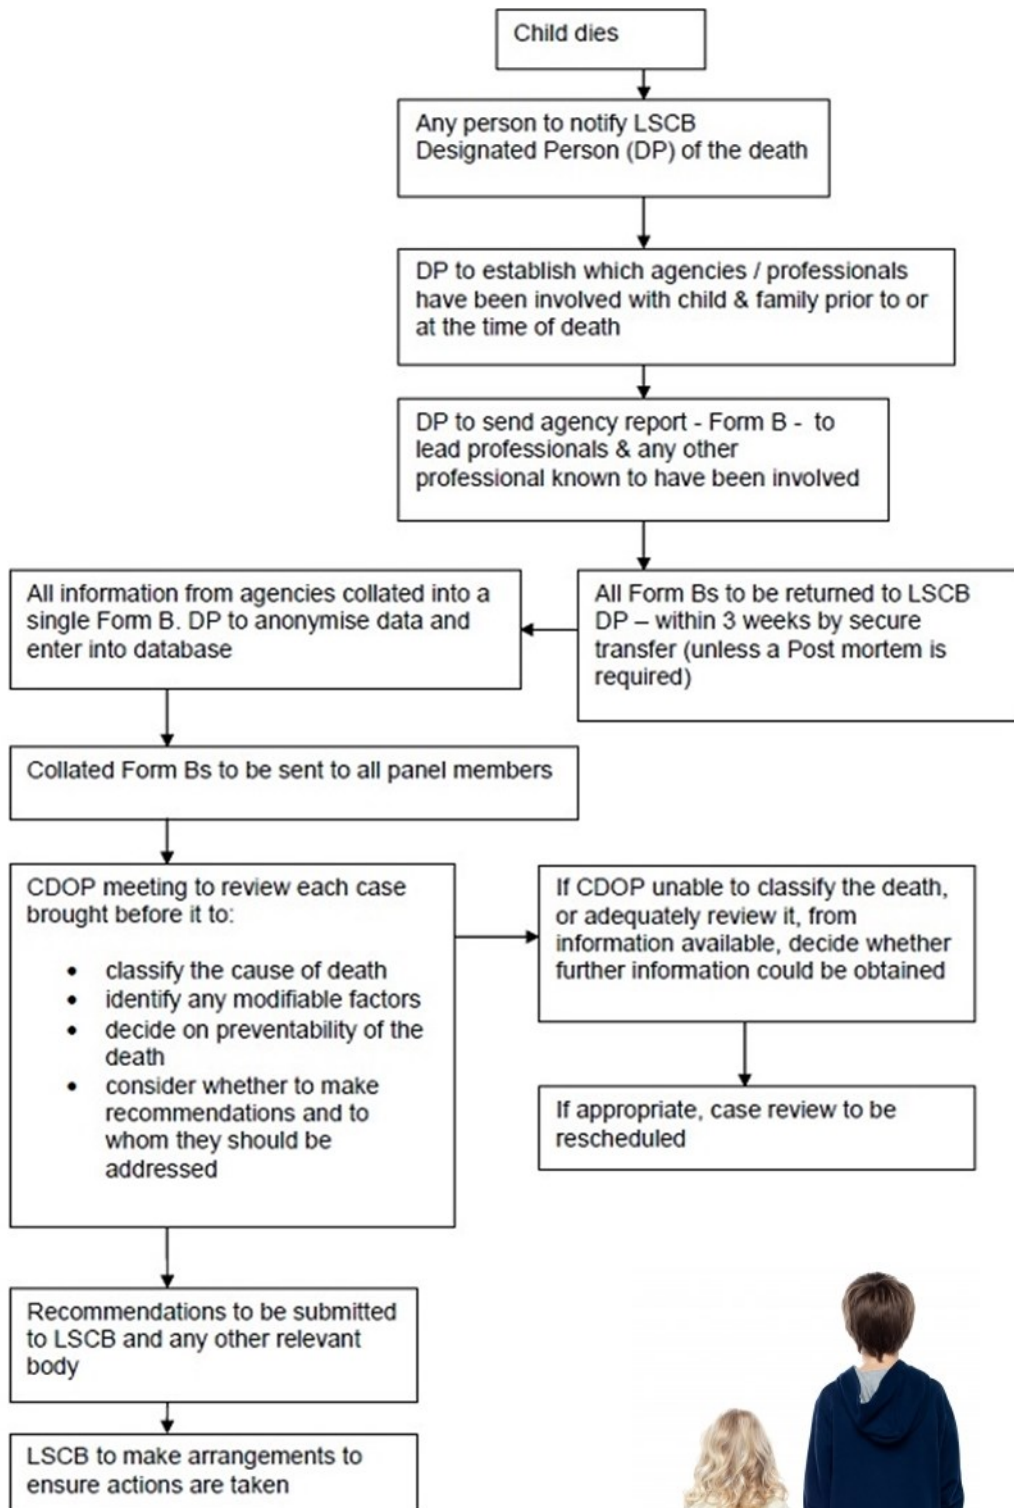 Child dies
Any person to notify LSCB
Designated Person (DP) of the death
DP to establish which agencies / professionals
have been involved with child & family prior to or
at the time of death
DP to send agency report - Form B - to
lead professionals & any other
professional known to have been involved
All Form Bs to be returned to LSCB
DP – within 3 weeks by secure
transfer (unless a Post mortem is
required)
All information from agencies collated into a
single Form B. DP to anonymise data and
enter into database
Collated Form Bs to be sent to all panel members
CDOP meeting to review each case
brought before it to:
• classify the cause of death
• identify any modifiable factors
• decide on preventability of the
death
• consider whether to make
recommendations and to
whom they should be
addressed
If CDOP unable to classify the death,
or adequately review it, from
information available, decide whether
further information could be obtained
If appropriate, case review to be
rescheduled
Recommendations to be submitted
to LSCB and any other relevant
body
LSCB to make arrangements to
ensure actions are taken